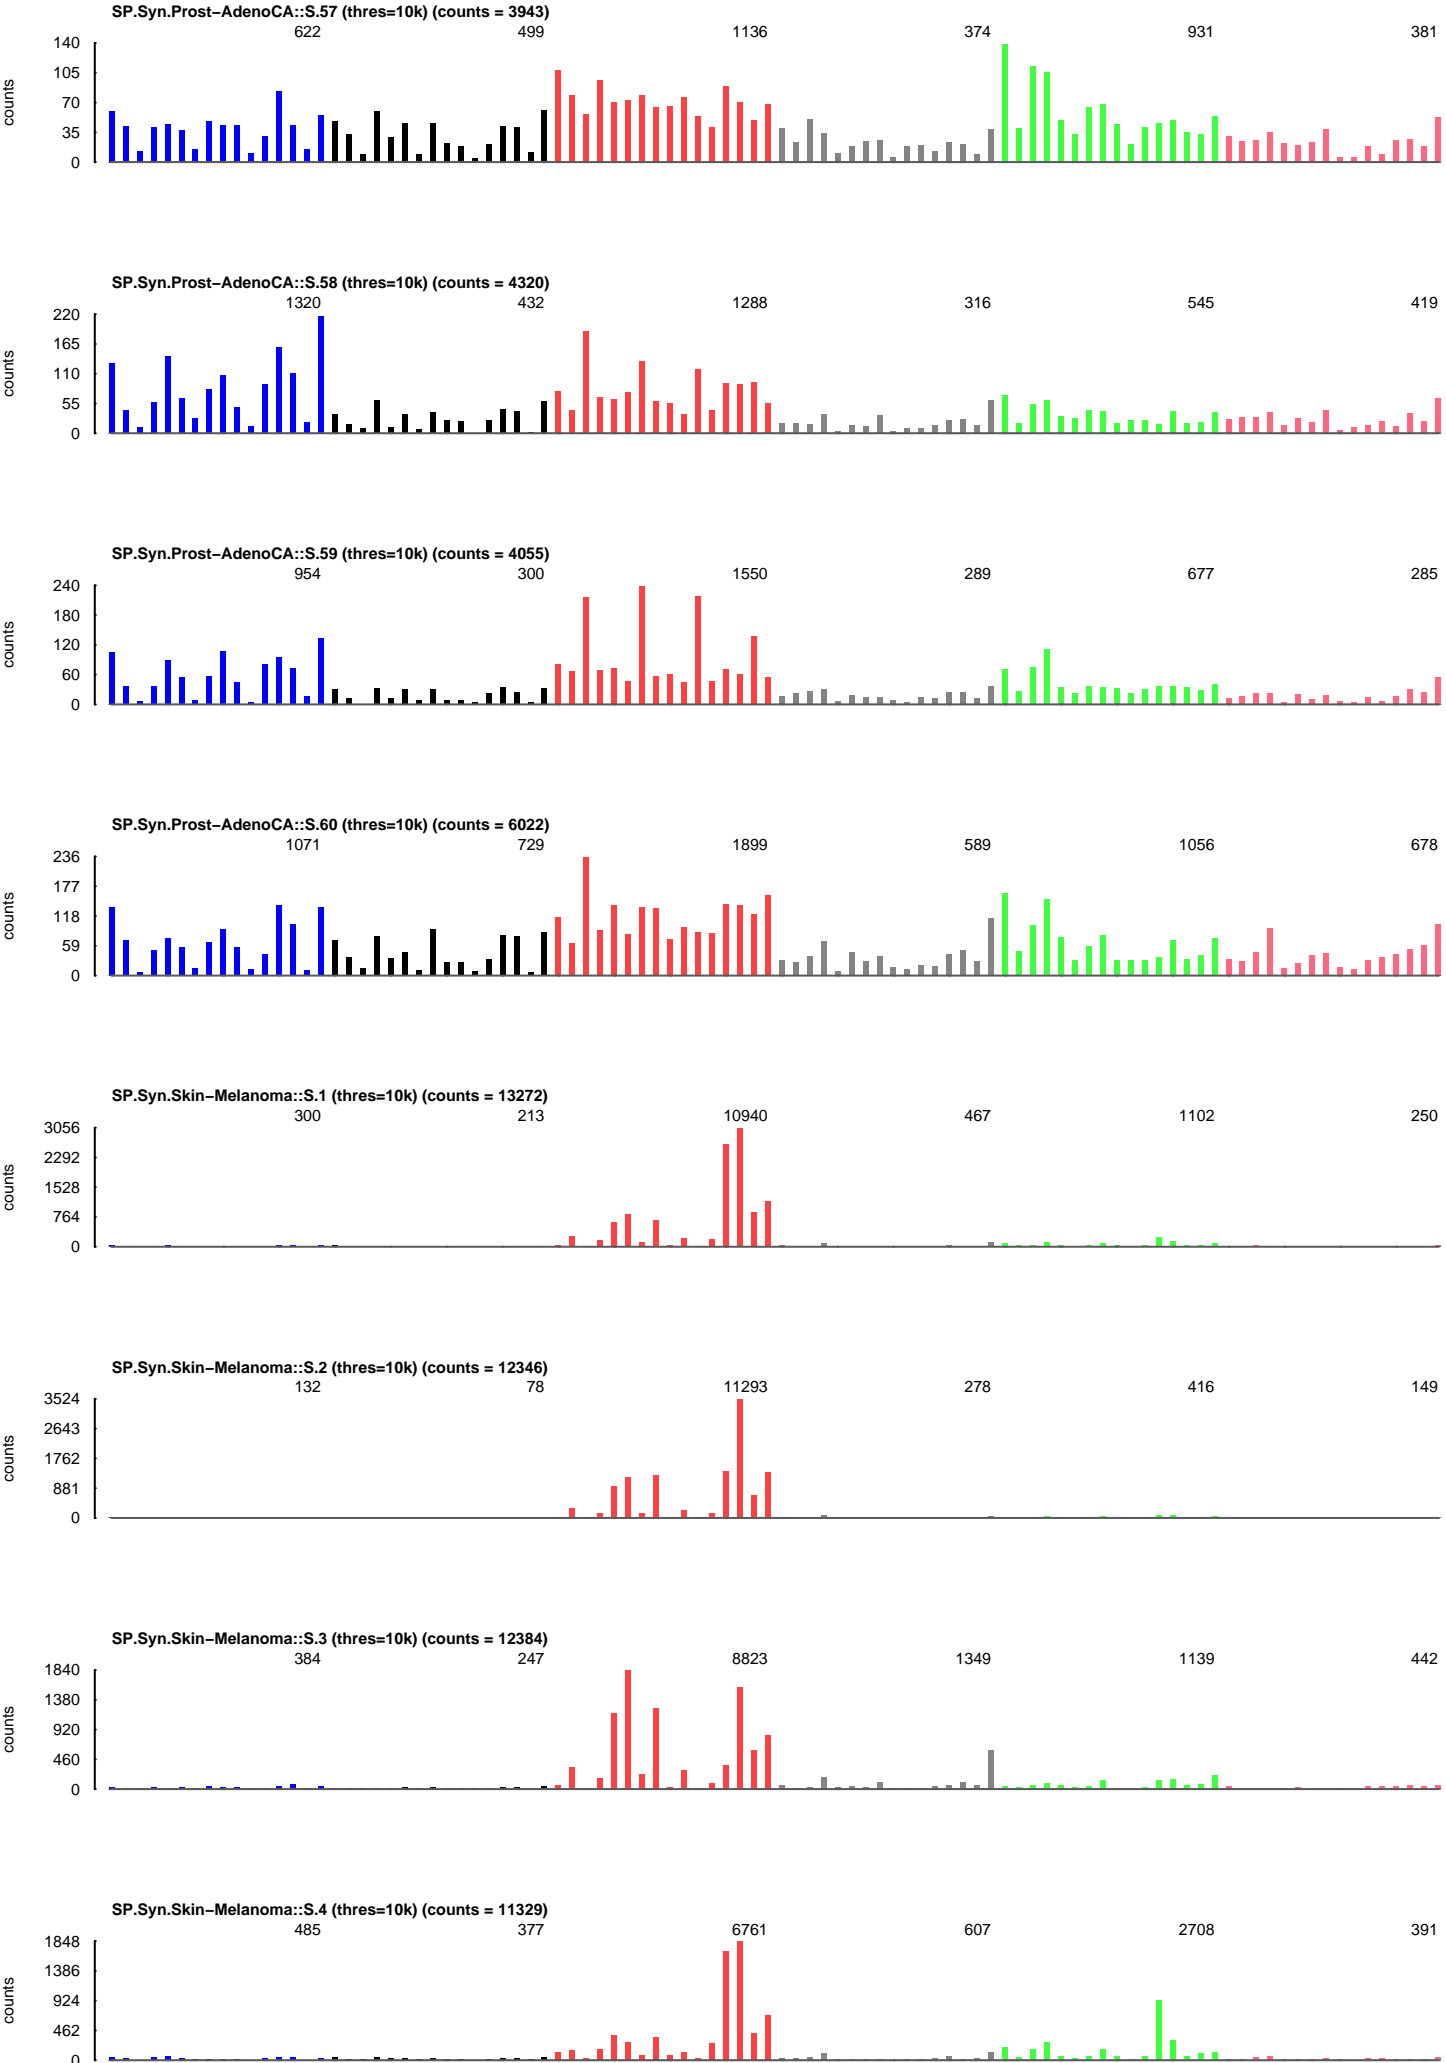 SP.Syn.Prost−AdenoCA::S.57 (thres=10k) (counts = 3943)
622 499 1136 374 931 381
140
105
70
35
0
counts
SP.Syn.Prost−AdenoCA::S.58 (thres=10k) (counts = 4320)
1320 432 1288 316 545 419
220
165
110
55
0
counts
SP.Syn.Prost−AdenoCA::S.59 (thres=10k) (counts = 4055)
954 300 1550 289 677 285
240
180
120
60
0
counts
SP.Syn.Prost−AdenoCA::S.60 (thres=10k) (counts = 6022)
1071 729 1899 589 1056 678
236
177
118
59
0
counts
SP.Syn.Skin−Melanoma::S.1 (thres=10k) (counts = 13272)
300 213 10940 467 1102 250
3056
2292
1528
764
0
counts
SP.Syn.Skin−Melanoma::S.2 (thres=10k) (counts = 12346)
132 78 11293 278 416 149
3524
2643
1762
881
0
counts
SP.Syn.Skin−Melanoma::S.3 (thres=10k) (counts = 12384)
384 247 8823 1349 1139 442
1840
1380
920
460
0
counts
SP.Syn.Skin−Melanoma::S.4 (thres=10k) (counts = 11329)
485 377 6761 607 2708 391
1848
1386
924
462
0
counts